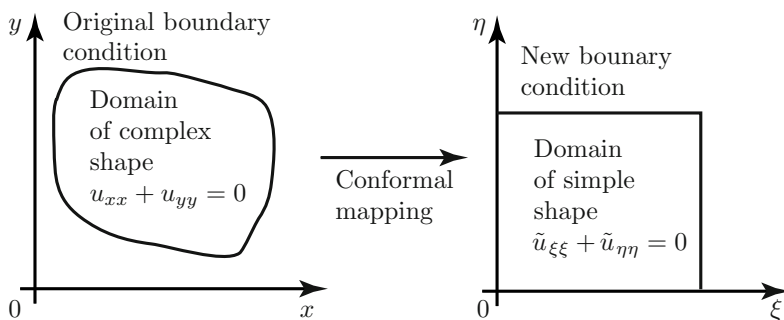 y
Original boundary
condition
Domain
of complex
shape
u_{xx} + u_{yy} = 0
0
x
Conformal
mapping
η
New bounary
condition
Domain
of simple
shape
ũ_{ξξ} + ũ_{ηη} = 0
0
ξ